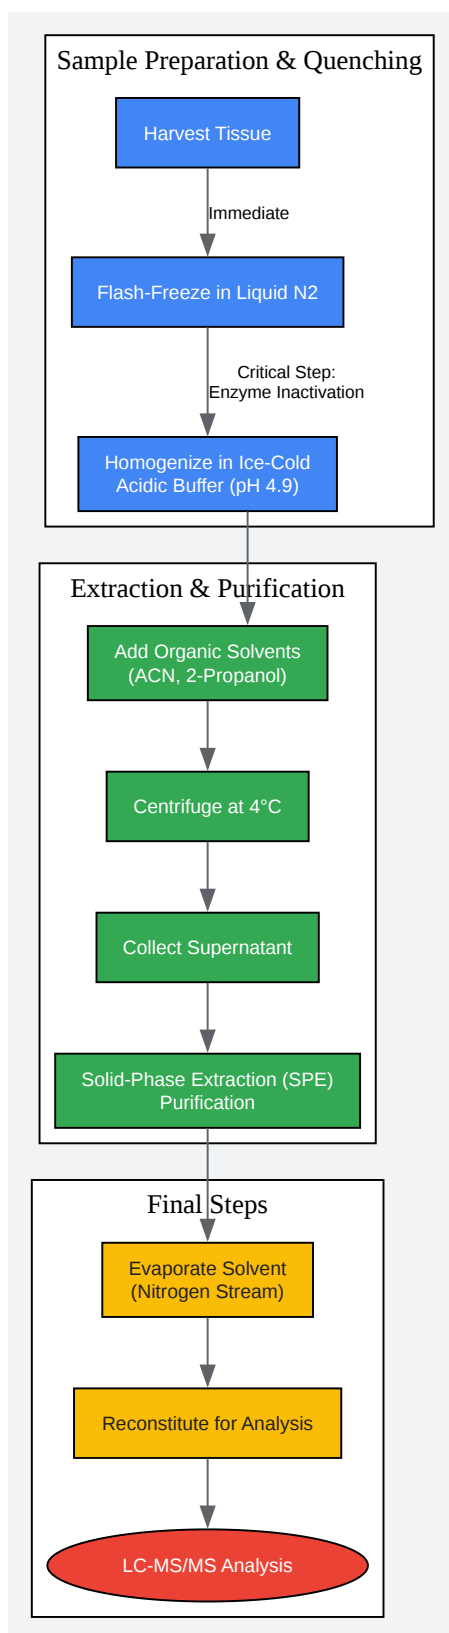 Sample Preparation & Quenching
Harvest Tissue
Immediate
Flash-Freeze in Liquid N2
Critical Step:
Enzyme Inactivation
Homogenize in Ice-Cold
Acidic Buffer (pH 4.9)
Extraction & Purification
Add Organic Solvents
(ACN, 2-Propanol)
Centrifuge at 4°C
Collect Supernatant
Solid-Phase Extraction (SPE)
Purification
Final Steps
Evaporate Solvent
(Nitrogen Stream)
Reconstitute for Analysis
LC-MS/MS Analysis